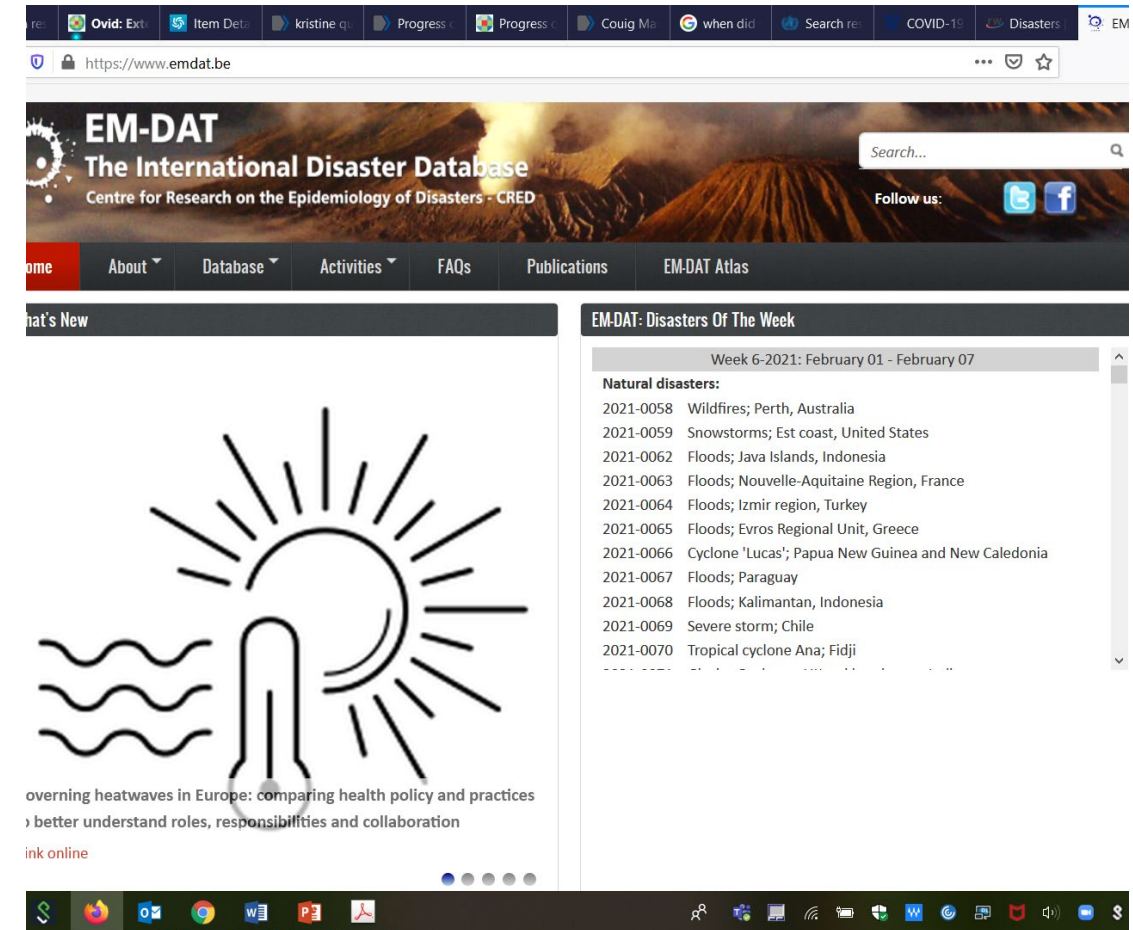 res
Ovid: Exte
Item Deta
kristine qu
Progress c
Progress c
Couig Ma
when did
Search res
COVID-19
Disasters
EM
https://www.emdat.be
EM-DAT
The International Disaster Database
Centre for Research on the Epidemiology of Disasters - CRED
Search...
Follow us:
ome
About
Database
Activities
FAQs
Publications
EM-DAT Atlas
hat's New
EM-DAT: Disasters Of The Week
Week 6-2021: February 01 - February 07
Natural disasters:
2021-0058 Wildfires; Perth, Australia
2021-0059 Snowstorms; Est coast, United States
2021-0062 Floods; Java Islands, Indonesia
2021-0063 Floods; Nouvelle-Aquitaine Region, France
2021-0064 Floods; Izmir region, Turkey
2021-0065 Floods; Evros Regional Unit, Greece
2021-0066 Cyclone 'Lucas'; Papua New Guinea and New Caledonia
2021-0067 Floods; Paraguay
2021-0068 Floods; Kalimantan, Indonesia
2021-0069 Severe storm; Chile
2021-0070 Tropical cyclone Ana; Fidji
overning heatwaves in Europe: comparing health policy and practices
better understand roles, responsibilities and collaboration
ink online